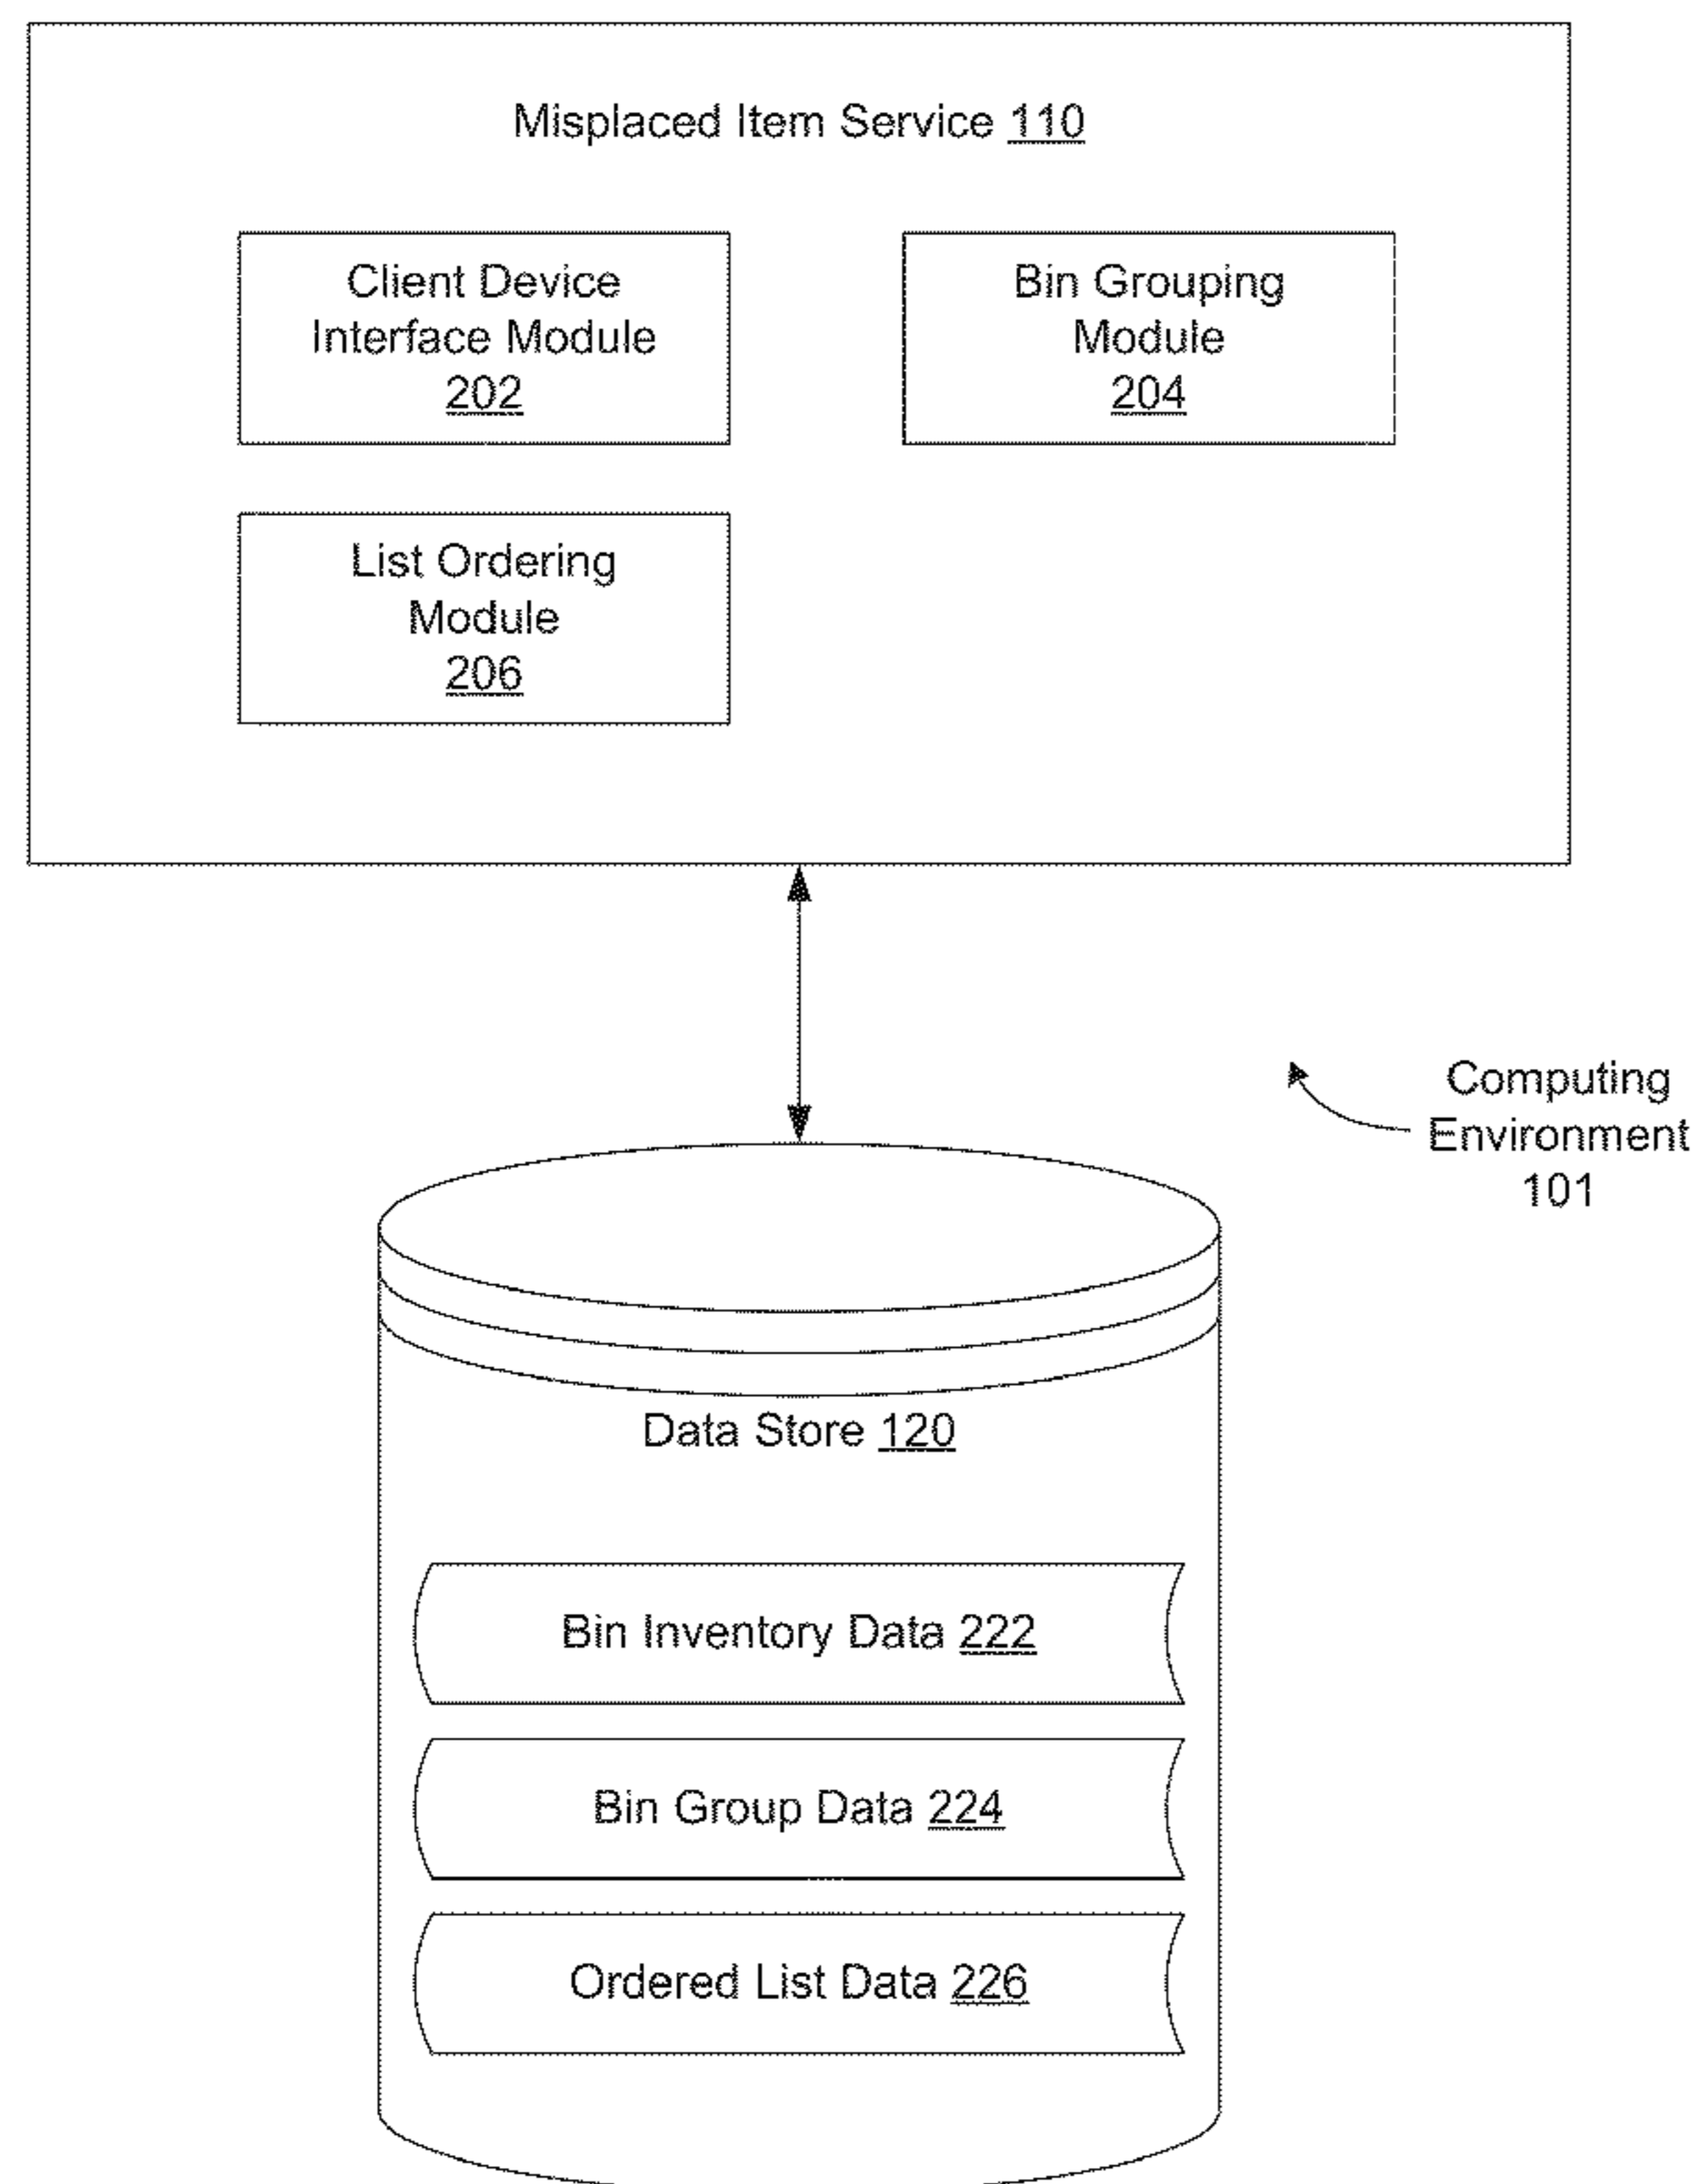 Misplaced Item Service 110
Client Device
Interface Module
202
Bin Grouping
Module
204
List Ordering
Module
206
Computing
Environment
101
Data Store 120
Bin Inventory Data 222
Bin Group Data 224
Ordered List Data 226